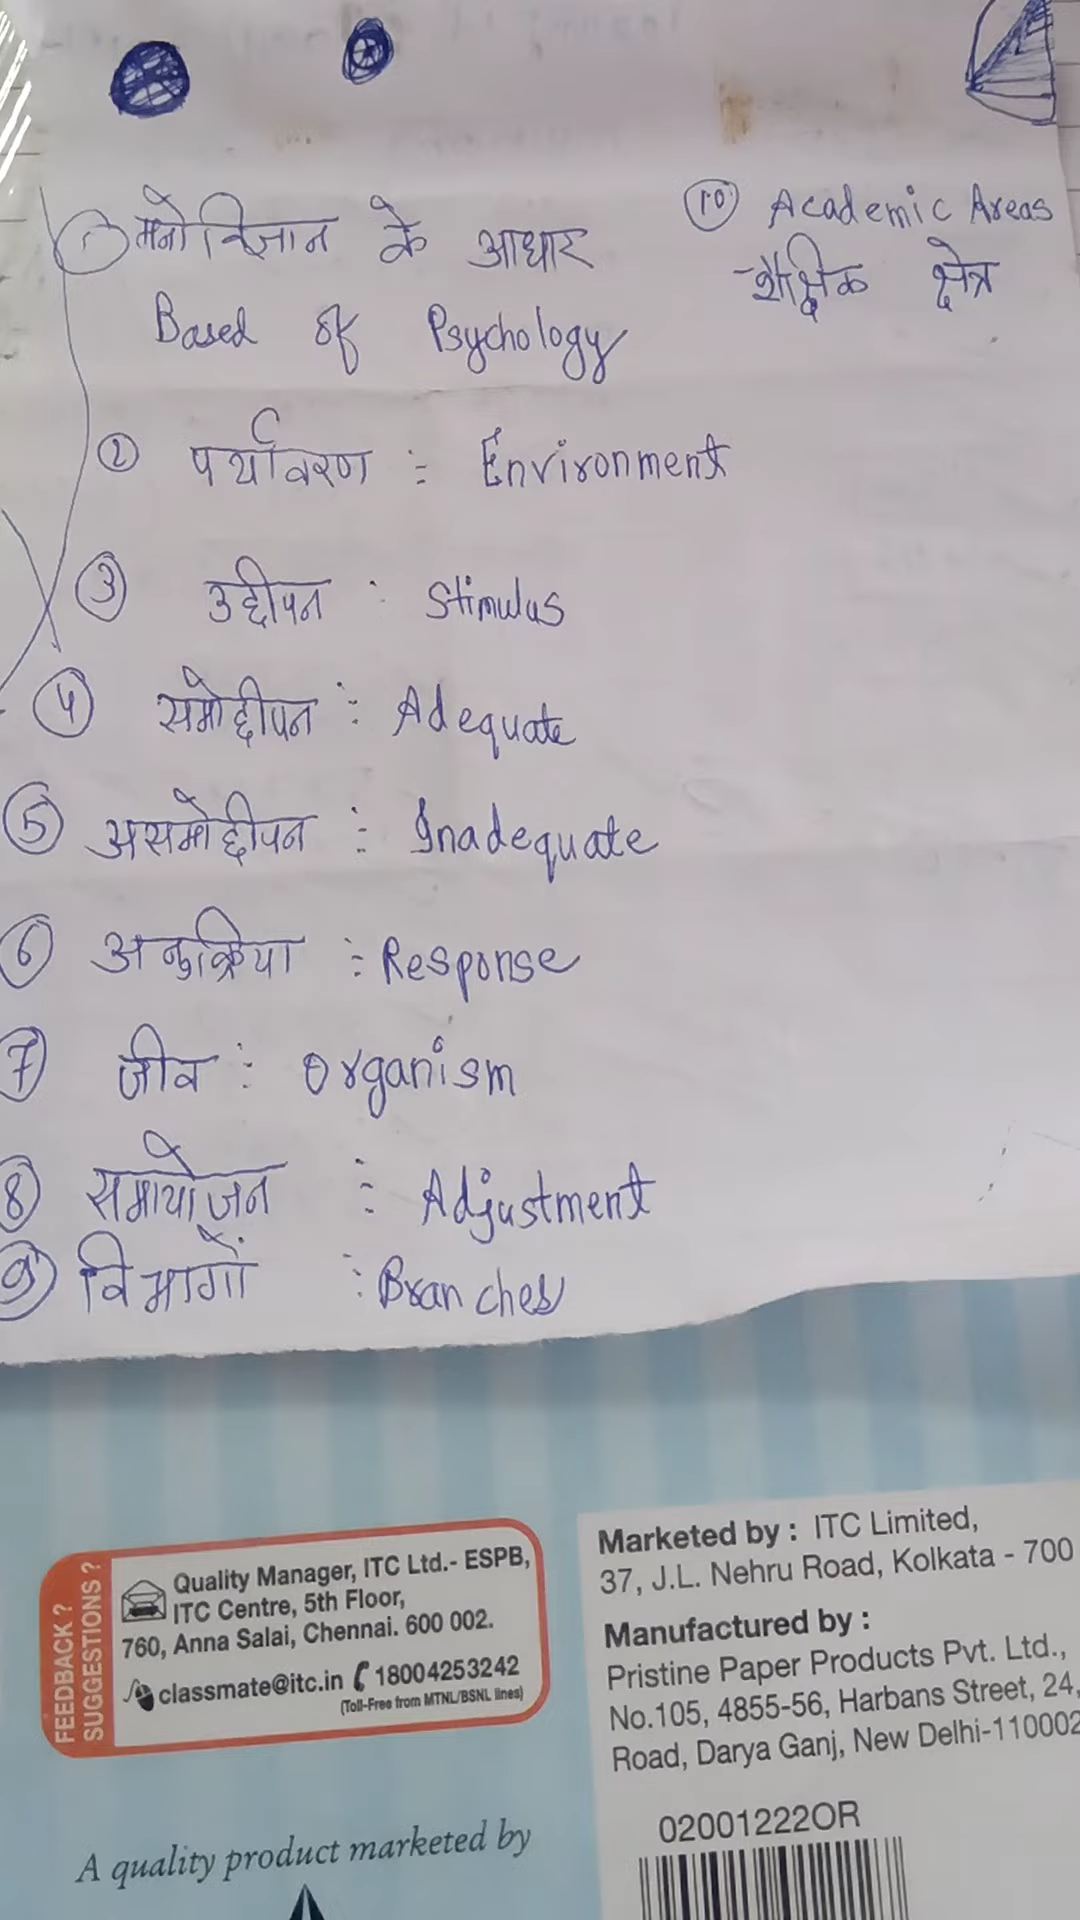 ① मनोविज्ञान के आधार
Based of Psychology
② पर्यावरण : Environment
③ उद्दीपन : Stimulus
④ समोद्दीपन : Adequate
⑤ असमोद्दीपन : Inadequate
⑥ अनुक्रिया : Response
⑦ जीव : Organism
⑧ समायोजन : Adjustment
⑨ विभागों : Branches
⑩ Academic Areas
शैक्षिक क्षेत्र
FEEDBACK ?
SUGGESTIONS ?
Quality Manager, ITC Ltd.- ESPB,
ITC Centre, 5th Floor,
760, Anna Salai, Chennai. 600 002.
classmate@itc.in 18004253242
(Toll-Free from MTNL/BSNL lines)
Marketed by : ITC Limited,
37, J.L. Nehru Road, Kolkata - 700
Manufactured by :
Pristine Paper Products Pvt. Ltd.,
No.105, 4855-56, Harbans Street, 24,
Road, Darya Ganj, New Delhi-110002
02001222OR
A quality product marketed by